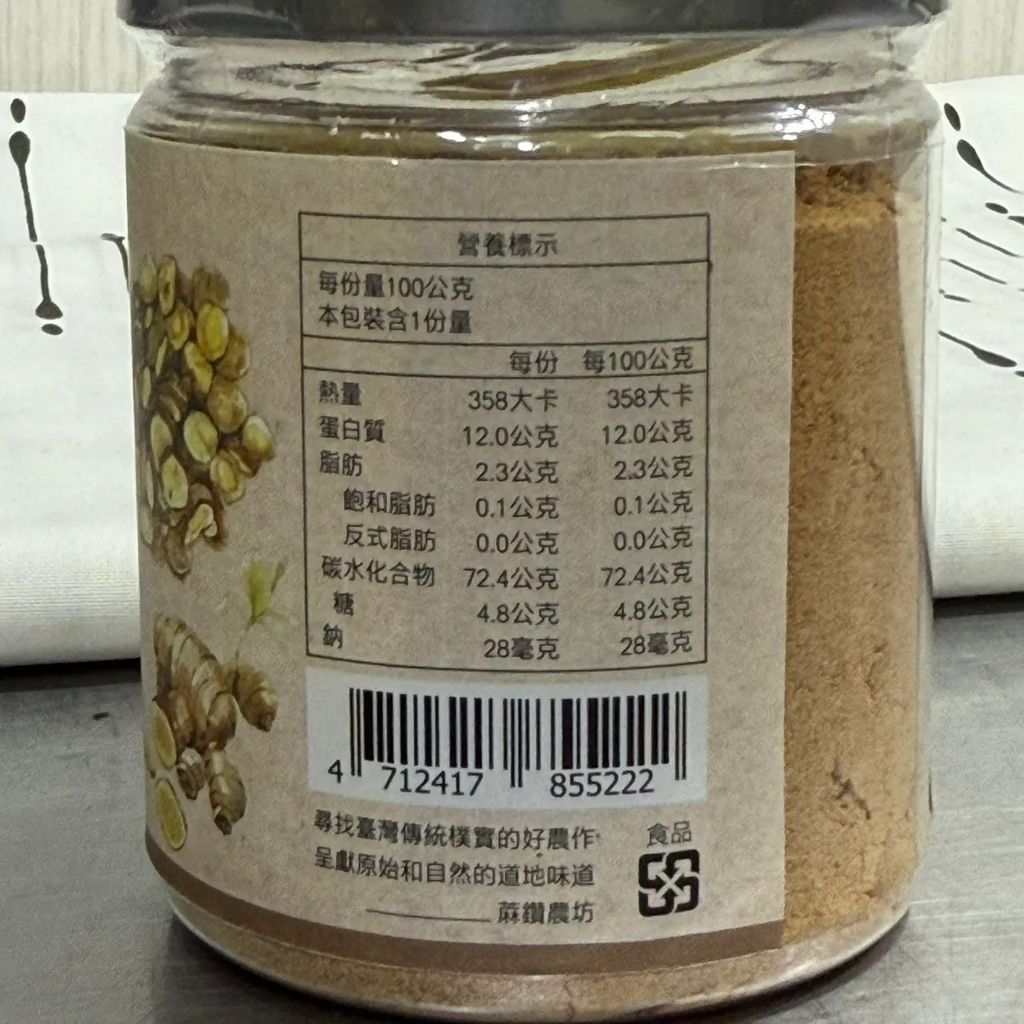 營養標示
每份量100公克
本包裝含1份量
每份 每100公克
熱量 358大卡 358大卡
蛋白質 12.0公克 12.0公克
脂肪 2.3公克 2.3公克
飽和脂肪 0.1公克 0.1公克
反式脂肪 0.0公克 0.0公克
碳水化合物 72.4公克 72.4公克
糖 4.8公克 4.8公克
鈉 28毫克 28毫克
4 712417 855222
尋找臺灣傳統樸實的好農作
呈獻原始和自然的道地味道
蔴鑽農坊
食品